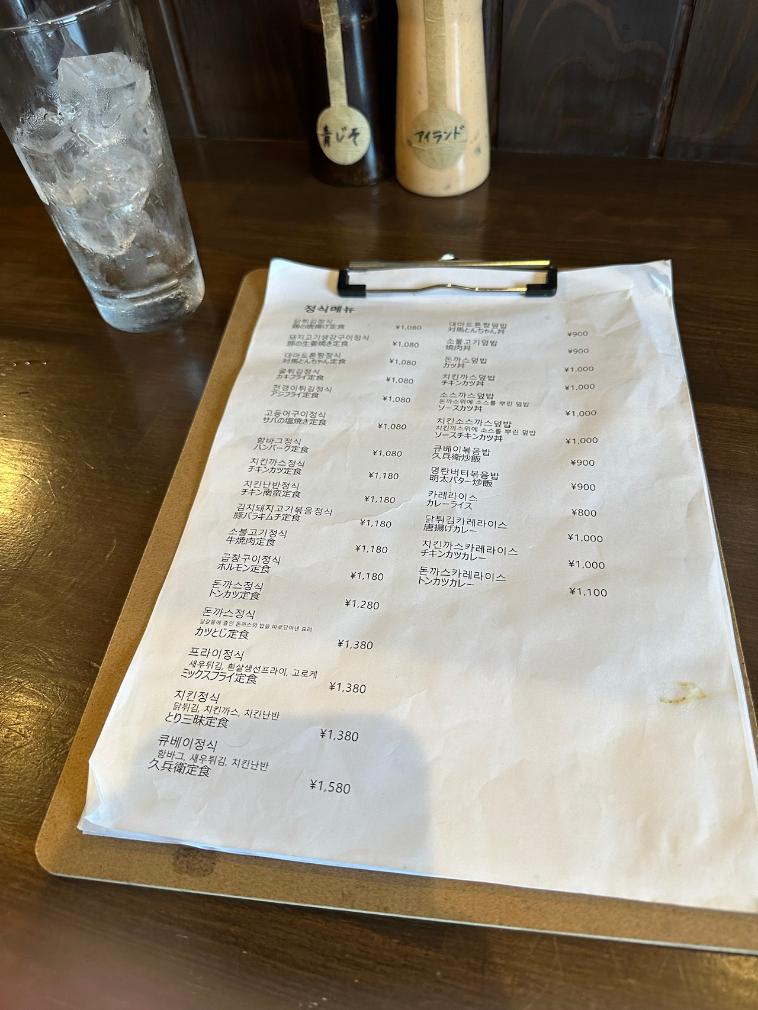 青じそ
アイランド
정식메뉴
닭튀김정식
鶏の唐揚げ定食 ¥1,080
돼지고기생강구이정식
豚の生姜焼き定食 ¥1,080
대마도톤짱정식
対馬とんちゃん定食 ¥1,080
굴튀김정식
カキフライ定食 ¥1,080
전갱이튀김정식
アジフライ定食 ¥1,080
고등어구이정식
サバの塩焼き定食 ¥1,080
함바그정식
ハンバーグ定食 ¥1,080
치킨까스정식
チキンカツ定食 ¥1,180
치킨난반정식
チキン南蛮定食 ¥1,180
김치돼지고기볶음정식
豚バラキムチ定食 ¥1,180
소불고기정식
牛焼肉定食 ¥1,180
곱창구이정식
ホルモン定食 ¥1,180
돈까스정식
トンカツ定食 ¥1,280
돈까스정식
カツとじ定食 ¥1,380
프라이정식
새우튀김, 흰살생선프라이, 고로케
ミックスフライ定食 ¥1,380
치킨정식
닭튀김, 치킨까스, 치킨난반
とり三昧定食 ¥1,380
큐베이정식
함바그, 새우튀김, 치킨난반
久兵衛定食 ¥1,580
대마도톤짱덮밥
対馬とんちゃん丼 ¥900
소불고기덮밥
焼肉丼 ¥900
돈까스덮밥
カツ丼 ¥1,000
치킨까스덮밥
チキンカツ丼 ¥1,000
소스까스덮밥
돈까스위에 소스를 뿌린 덮밥
ソースカツ丼 ¥1,000
치킨소스까스덮밥
치킨까스위에 소스를 뿌린 덮밥
ソースチキンカツ丼 ¥1,000
큐베이볶음밥
久兵衛炒飯 ¥900
명란버터볶음밥
明太バター炒飯 ¥900
카레라이스
カレーライス ¥800
닭튀김카레라이스
唐揚げカレー ¥1,000
치킨까스카레라이스
チキンカツカレー ¥1,000
돈까스카레라이스
トンカツカレー ¥1,100